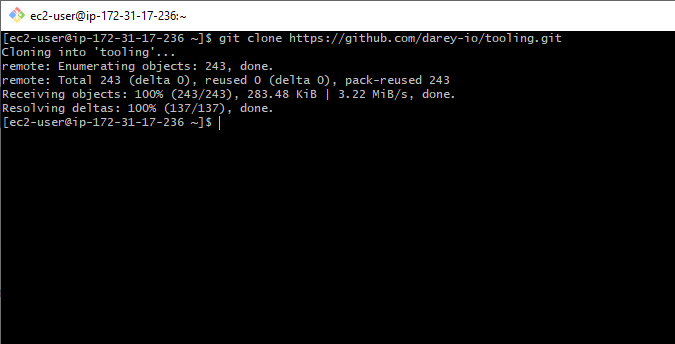 ec2-user@ip-172-31-17-236:~
[ec2-user@ip-172-31-17-236 ~]$ git clone https://github.com/darey-io/tooling.git
Cloning into 'tooling'...
remote: Enumerating objects: 243, done.
remote: Total 243 (delta 0), reused 0 (delta 0), pack-reused 243
Receiving objects: 100% (243/243), 283.48 KiB | 3.22 MiB/s, done.
Resolving deltas: 100% (137/137), done.
[ec2-user@ip-172-31-17-236 ~]$